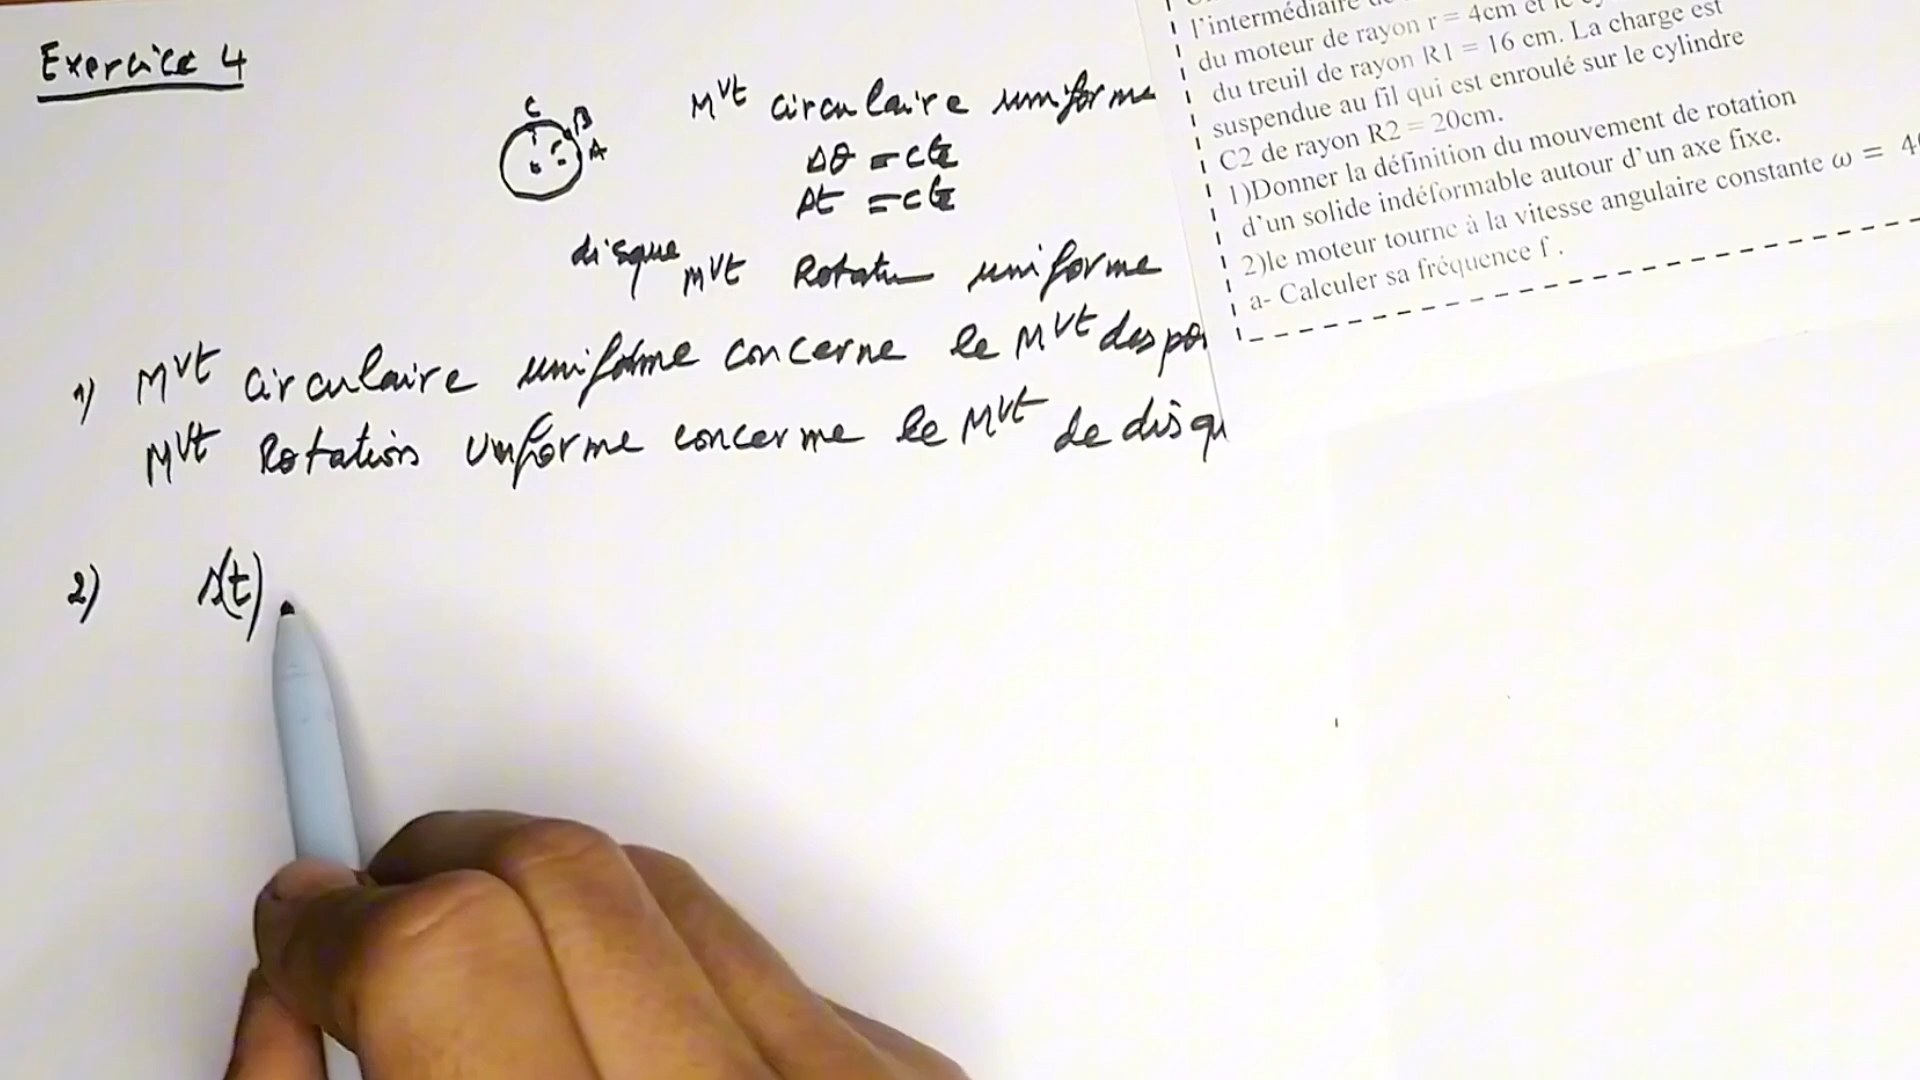 Exercice 4
C
B
A
r
Mvt circulaire uniforme
Δθ = cte
Δt = cte
disque Mvt Rotation uniforme
1) Mvt circulaire uniforme concerne le Mvt des
Mvt Rotation Uniforme concerne le Mvt de
2) s(t)
l'intermédiaire
du moteur de rayon r = 4cm et le
du treuil de rayon R1 = 16 cm. La charge est
suspendue au fil qui est enroulé sur le cylindre
C2 de rayon R2 = 20cm.
1)Donner la définition du mouvement de rotation
d'un solide indéformable autour d'un axe fixe.
2)le moteur tourne à la vitesse angulaire constante ω =
a- Calculer sa fréquence f .